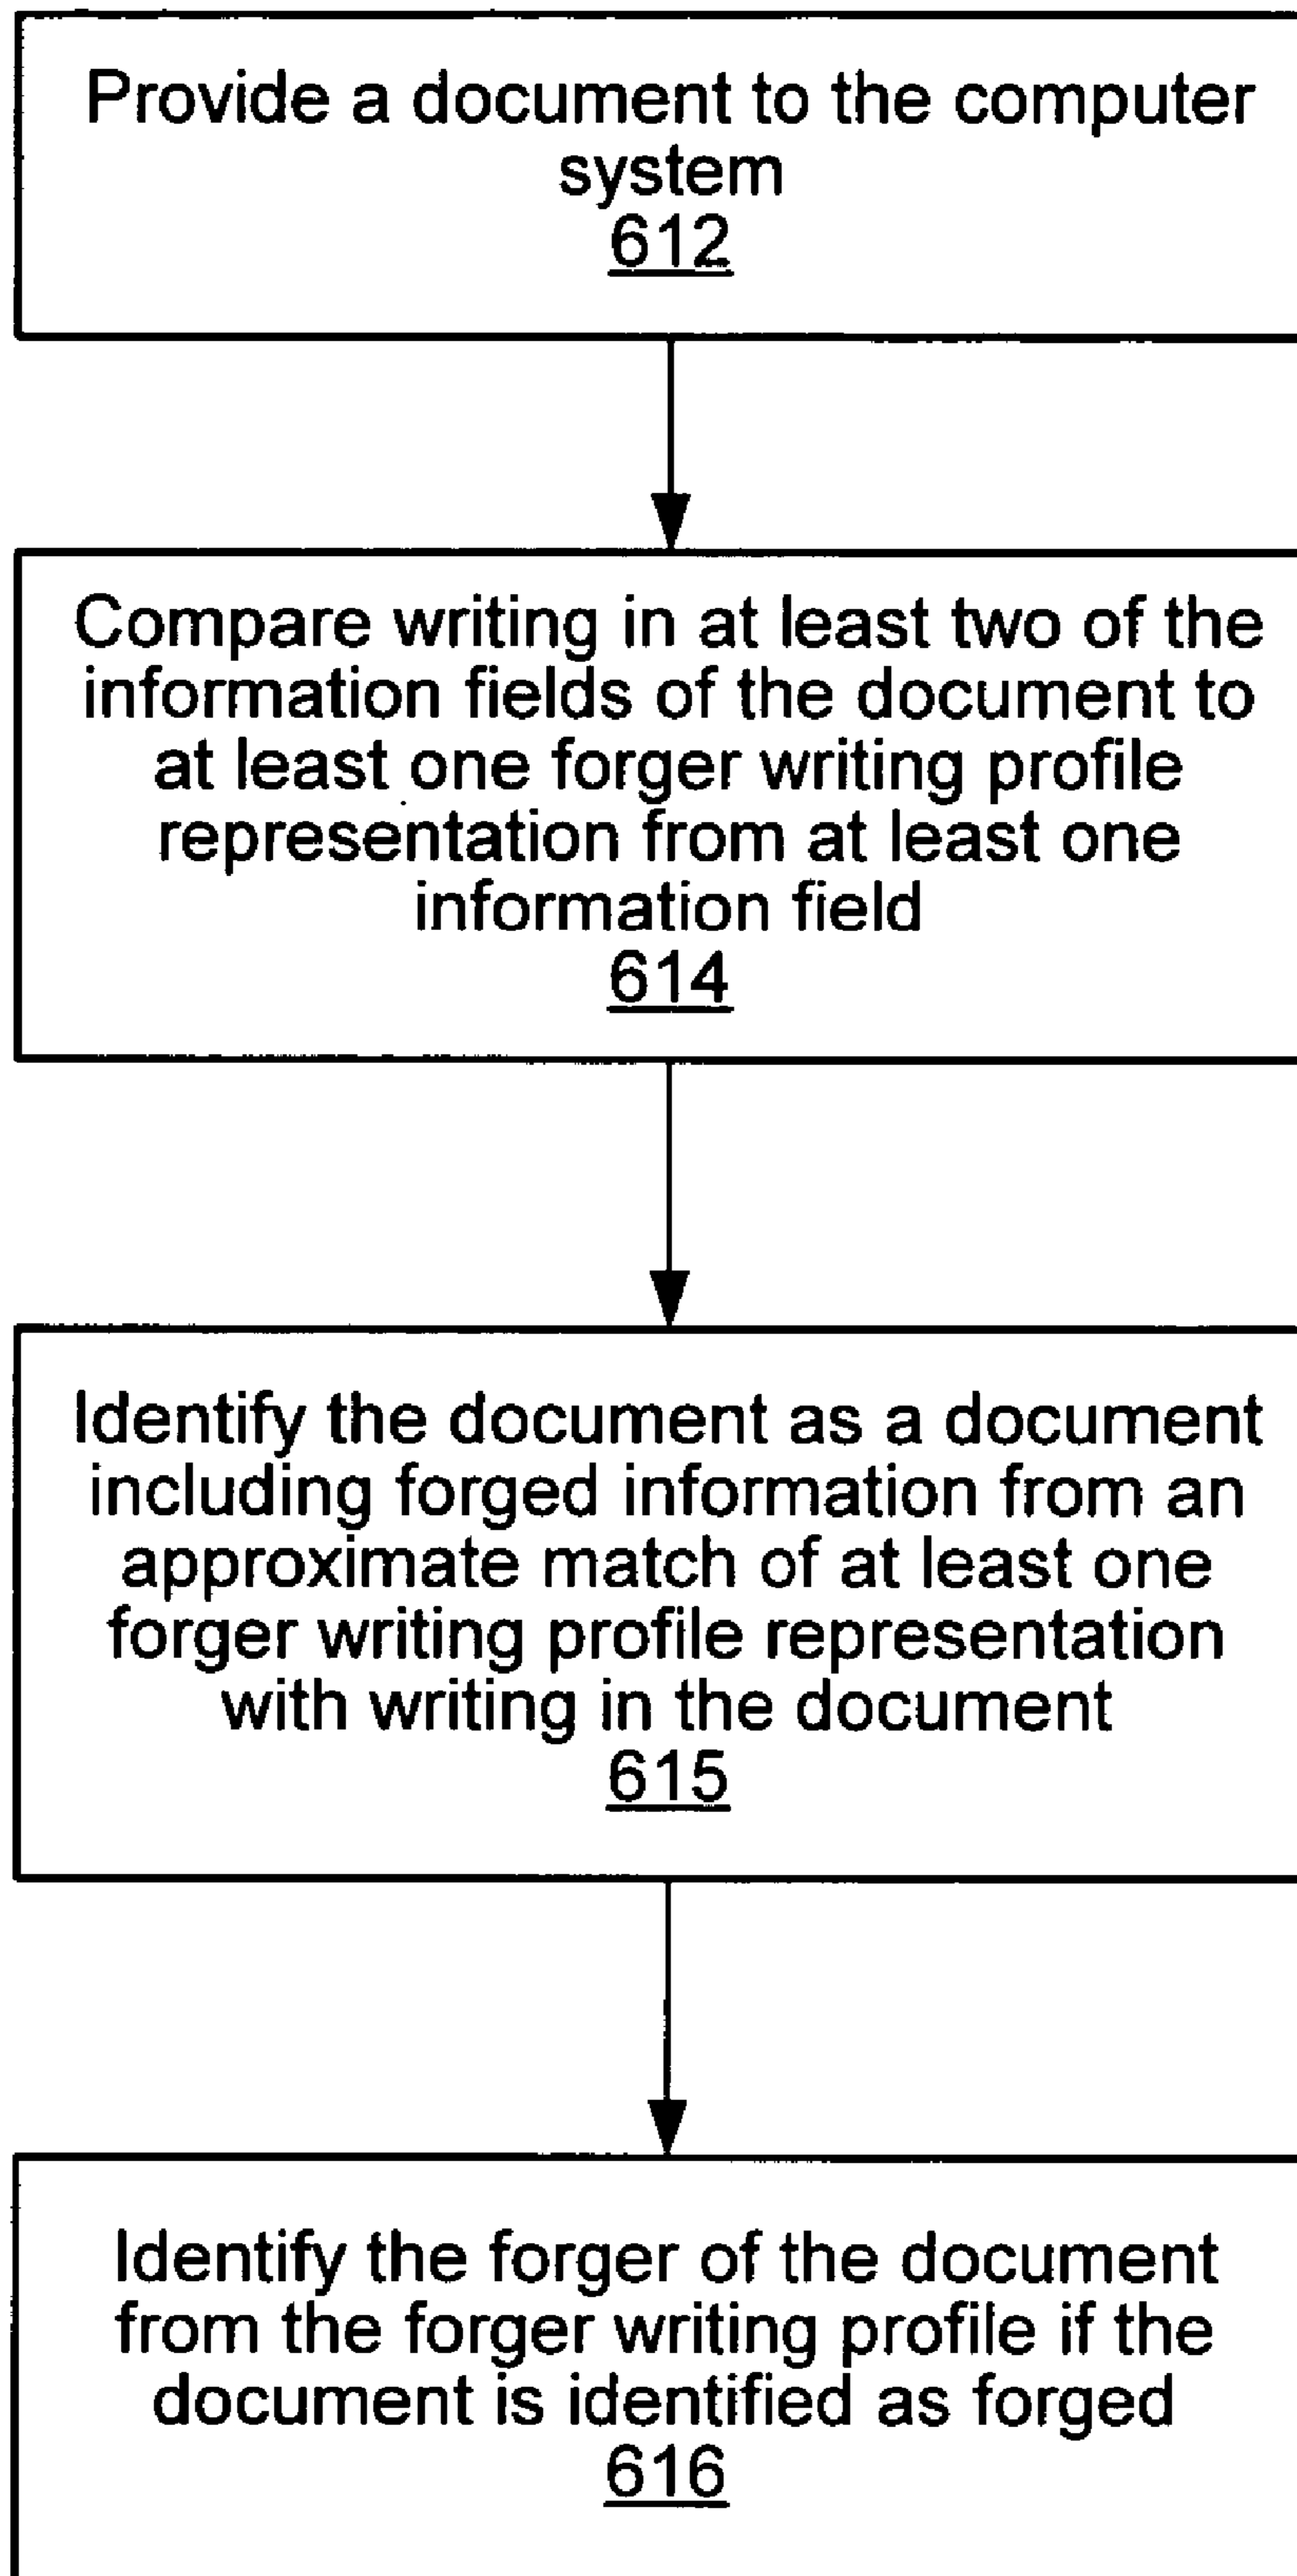 Provide a document to the computer
system
612
Compare writing in at least two of the
information fields of the document to
at least one forger writing profile
representation from at least one
information field
614
Identify the document as a document
including forged information from an
approximate match of at least one
forger writing profile representation
with writing in the document
615
Identify the forger of the document
from the forger writing profile if the
document is identified as forged
616